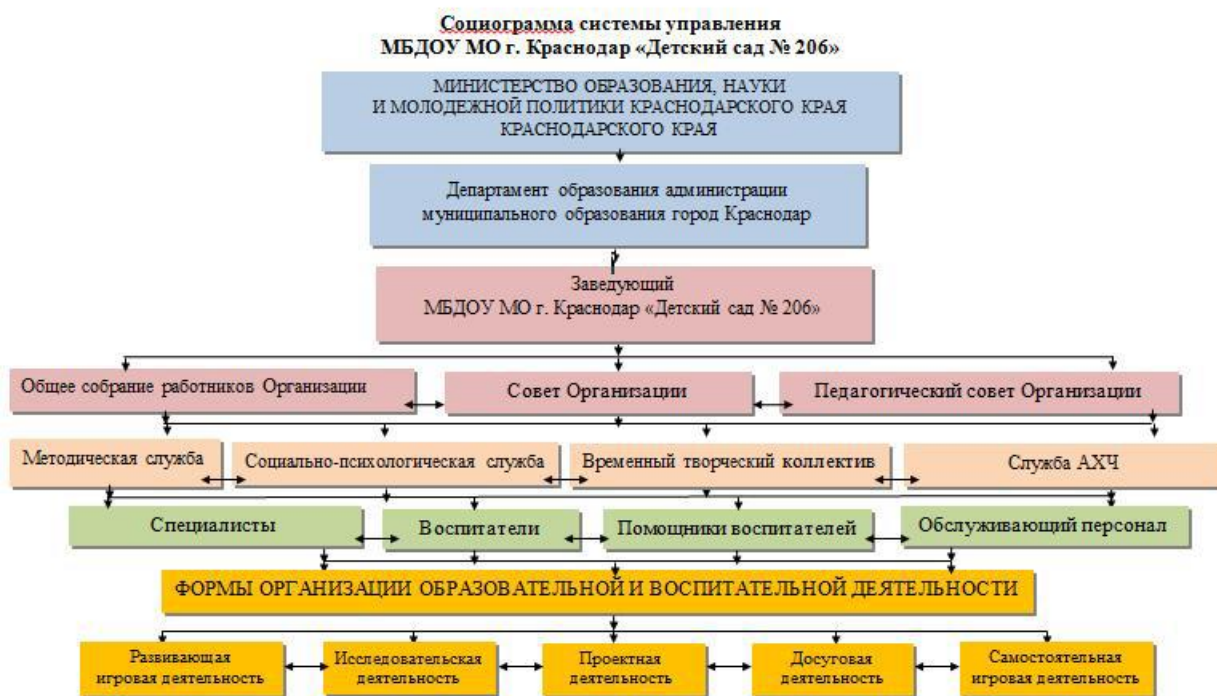 Социограмма системы управления
МБДОУ МО г. Краснодар «Детский сад № 206»
МИНИСТЕРСТВО ОБРАЗОВАНИЯ, НАУКИ
И МОЛОДЕЖНОЙ ПОЛИТИКИ КРАСНОДАРСКОГО КРАЯ
КРАСНОДАРСКОГО КРАЯ
Департамент образования администрации
муниципального образования город Краснодар
Заведующий
МБДОУ МО г. Краснодар «Детский сад № 206»
Общее собрание работников Организации
Совет Организации
Педагогический совет Организации
Методическая служба
Социально-психологическая служба
Временный творческий коллектив
Служба АХЧ
Специалисты
Воспитатели
Помощники воспитателей
Обслуживающий персонал
ФОРМЫ ОРГАНИЗАЦИИ ОБРАЗОВАТЕЛЬНОЙ И ВОСПИТАТЕЛЬНОЙ ДЕЯТЕЛЬНОСТИ
Развивающая
игровая деятельность
Исследовательская
деятельность
Проектная
деятельность
Досуговая
деятельность
Самостоятельная
игровая деятельность